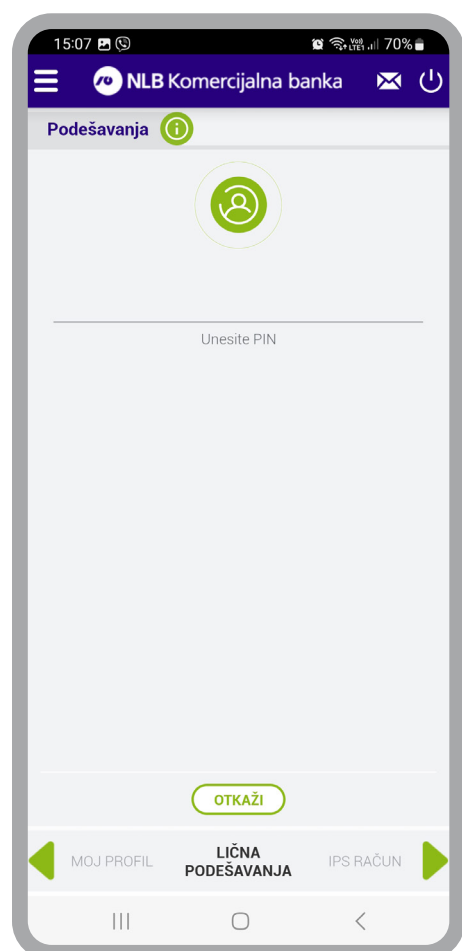 15:07 70%
NLB Komercijalna banka
Podešavanja
Unesite PIN
OTKAŽI
MOJ PROFIL LIČNA PODEŠAVANJA IPS RAČUN